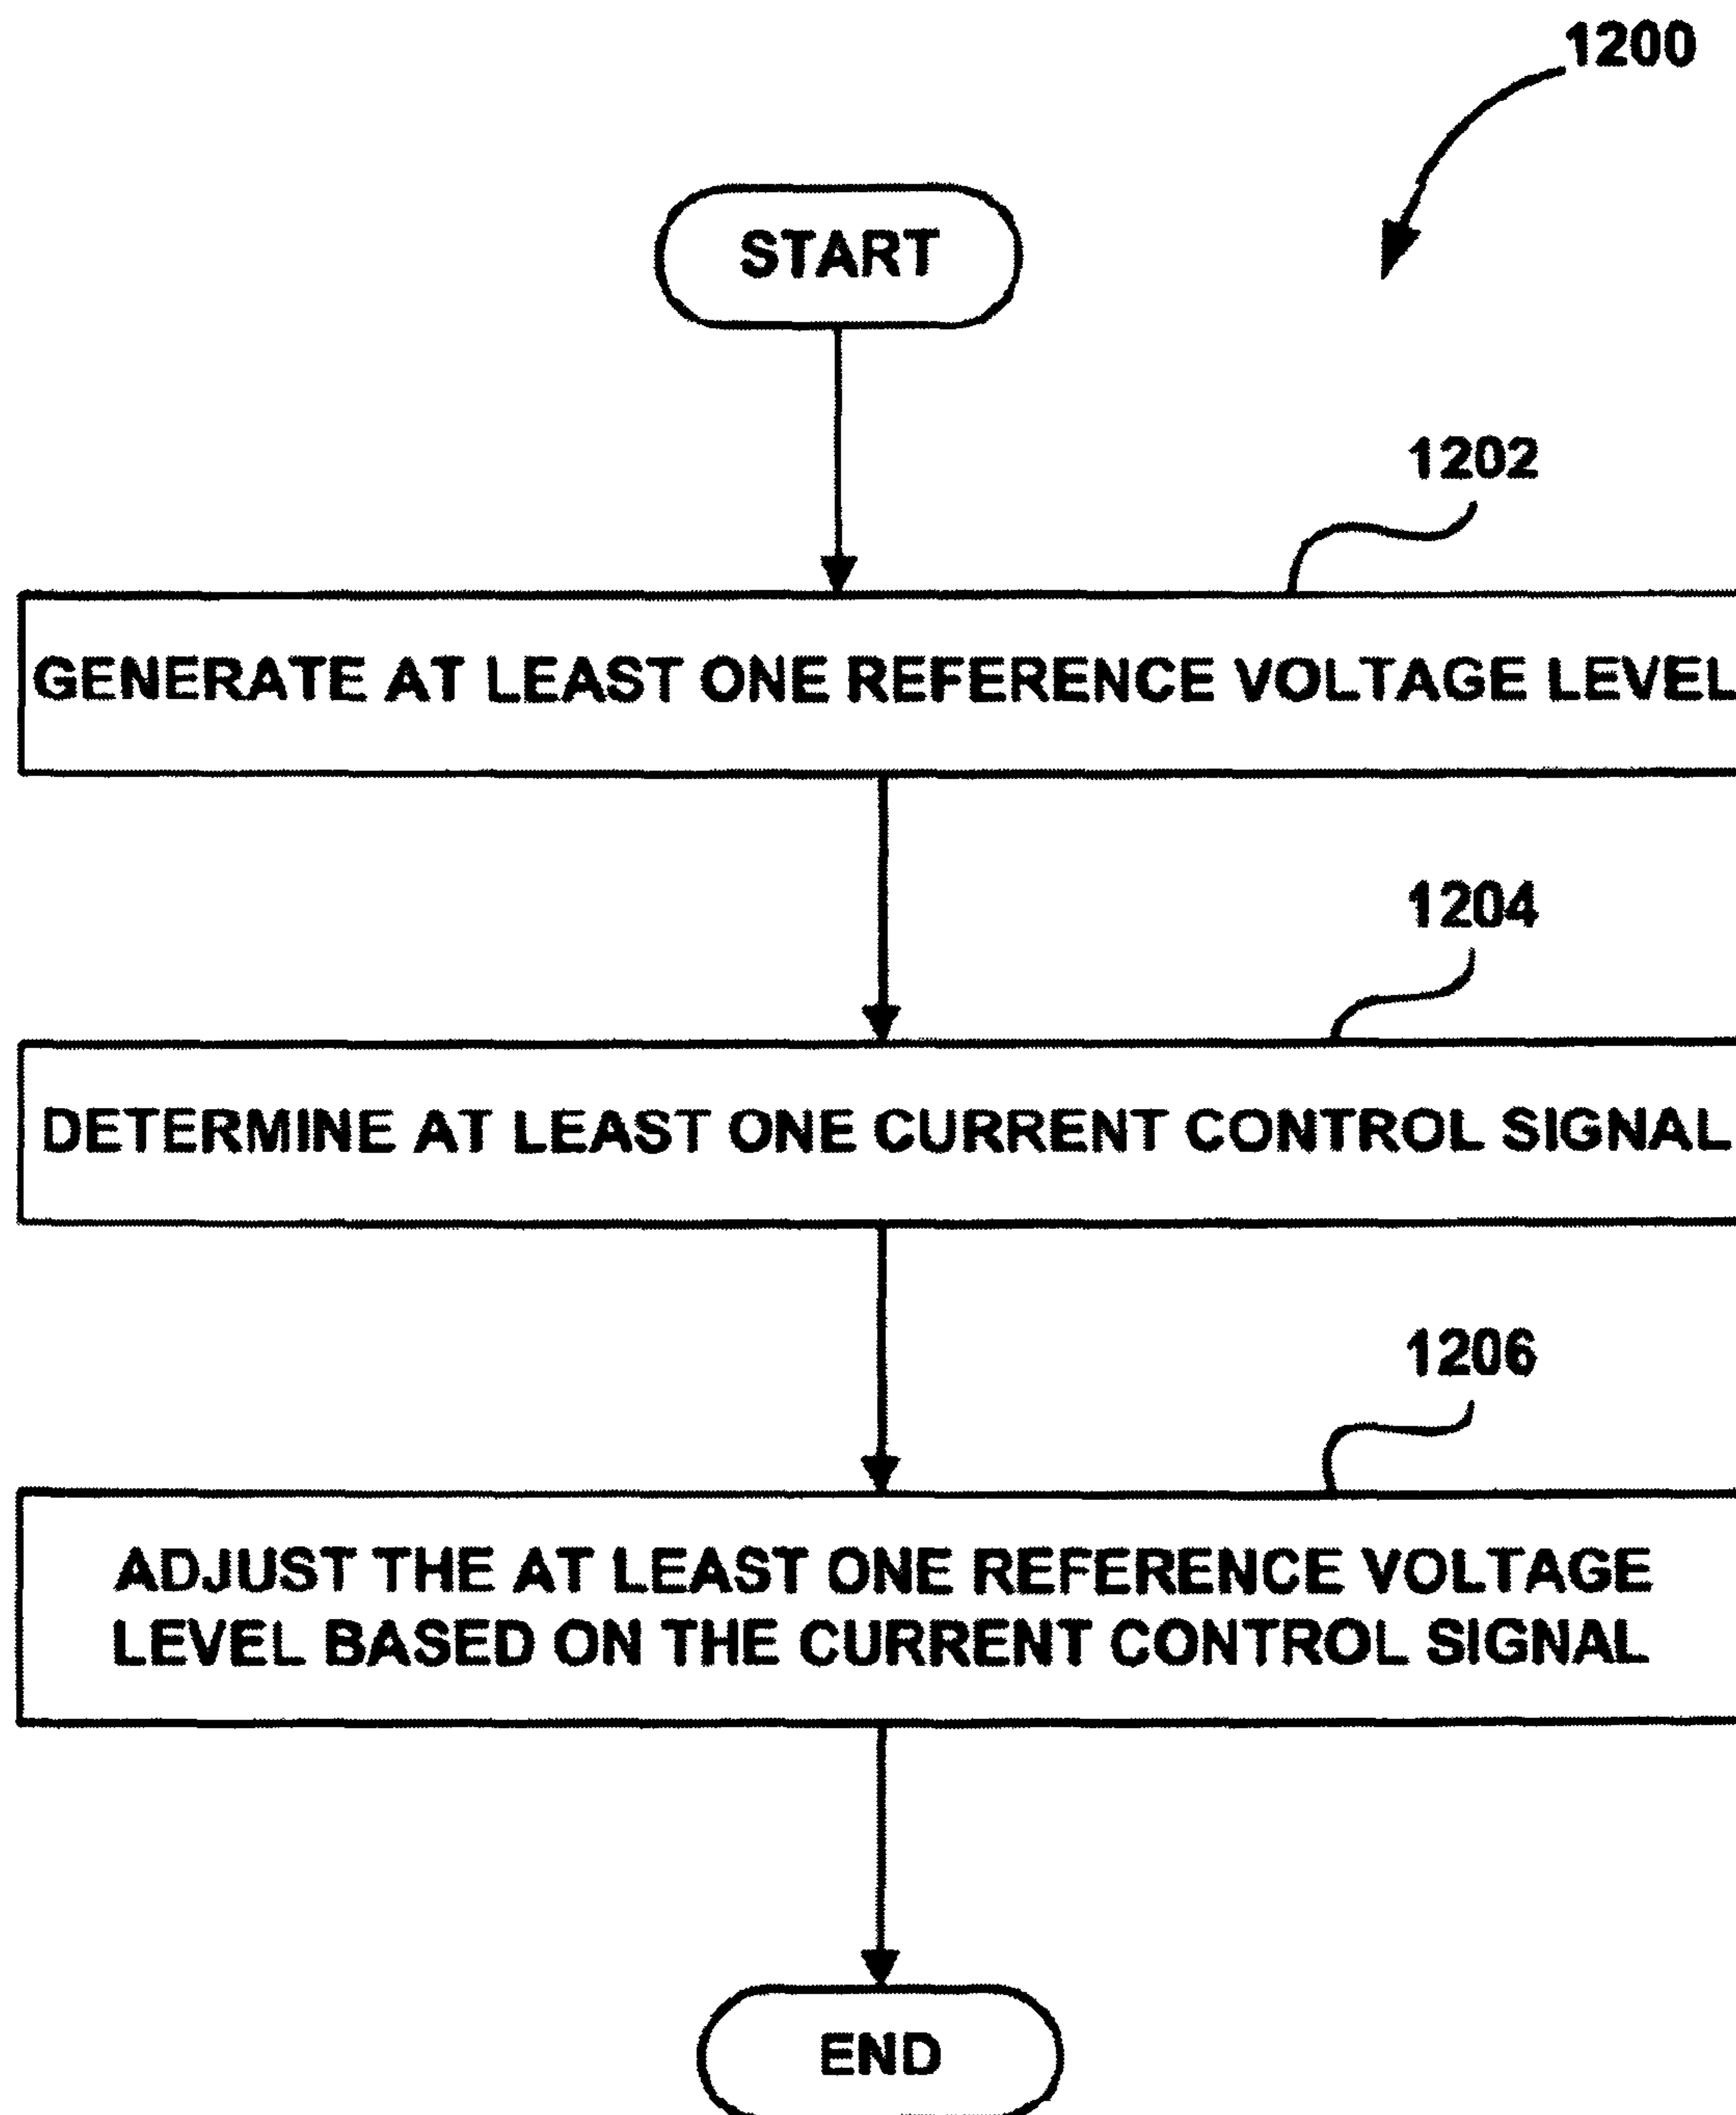 1200
START
1202
GENERATE AT LEAST ONE REFERENCE VOLTAGE LEVEL
1204
DETERMINE AT LEAST ONE CURRENT CONTROL SIGNAL
1206
ADJUST THE AT LEAST ONE REFERENCE VOLTAGE
LEVEL BASED ON THE CURRENT CONTROL SIGNAL
END